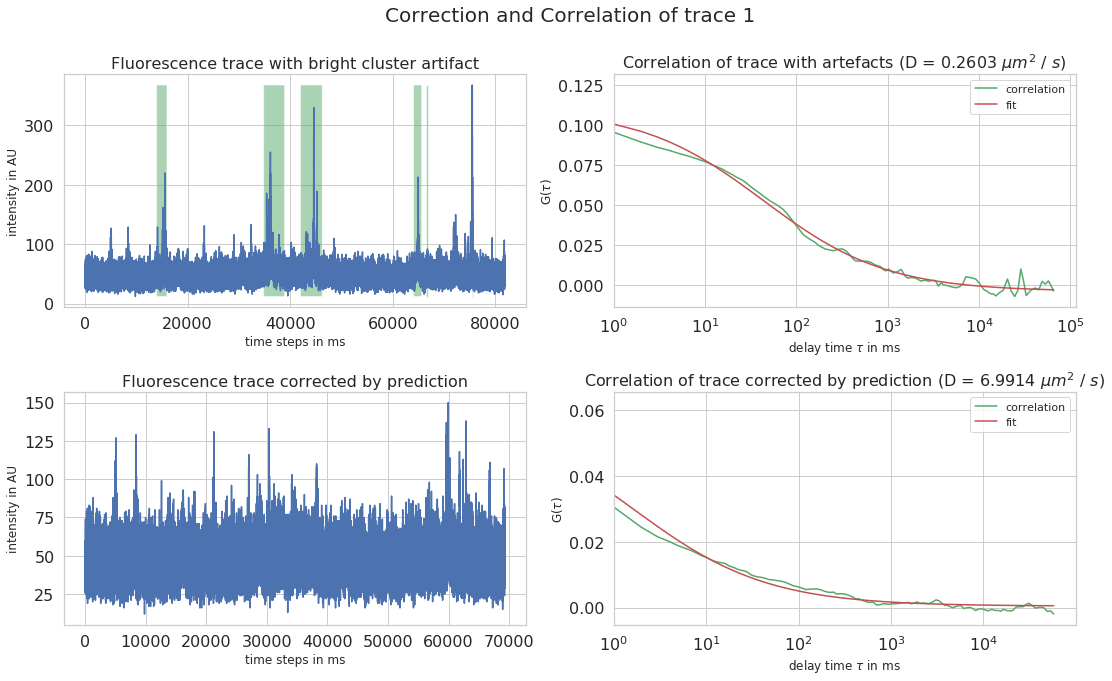 Correction and Correlation of trace 1
Fluorescence trace with bright cluster artifact
intensity in AU
300
200
100
0
0 20000 40000 60000 80000
time steps in ms
Correlation of trace with artefacts (D = 0.2603 μm² / s)
G(τ)
0.125
0.100
0.075
0.050
0.025
0.000
correlation
fit
10⁰ 10¹ 10² 10³ 10⁴ 10⁵
delay time τ in ms
Fluorescence trace corrected by prediction
intensity in AU
150
125
100
75
50
25
0 10000 20000 30000 40000 50000 60000 70000
time steps in ms
Correlation of trace corrected by prediction (D = 6.9914 μm² / s)
G(τ)
0.06
0.04
0.02
0.00
correlation
fit
10⁰ 10¹ 10² 10³ 10⁴
delay time τ in ms